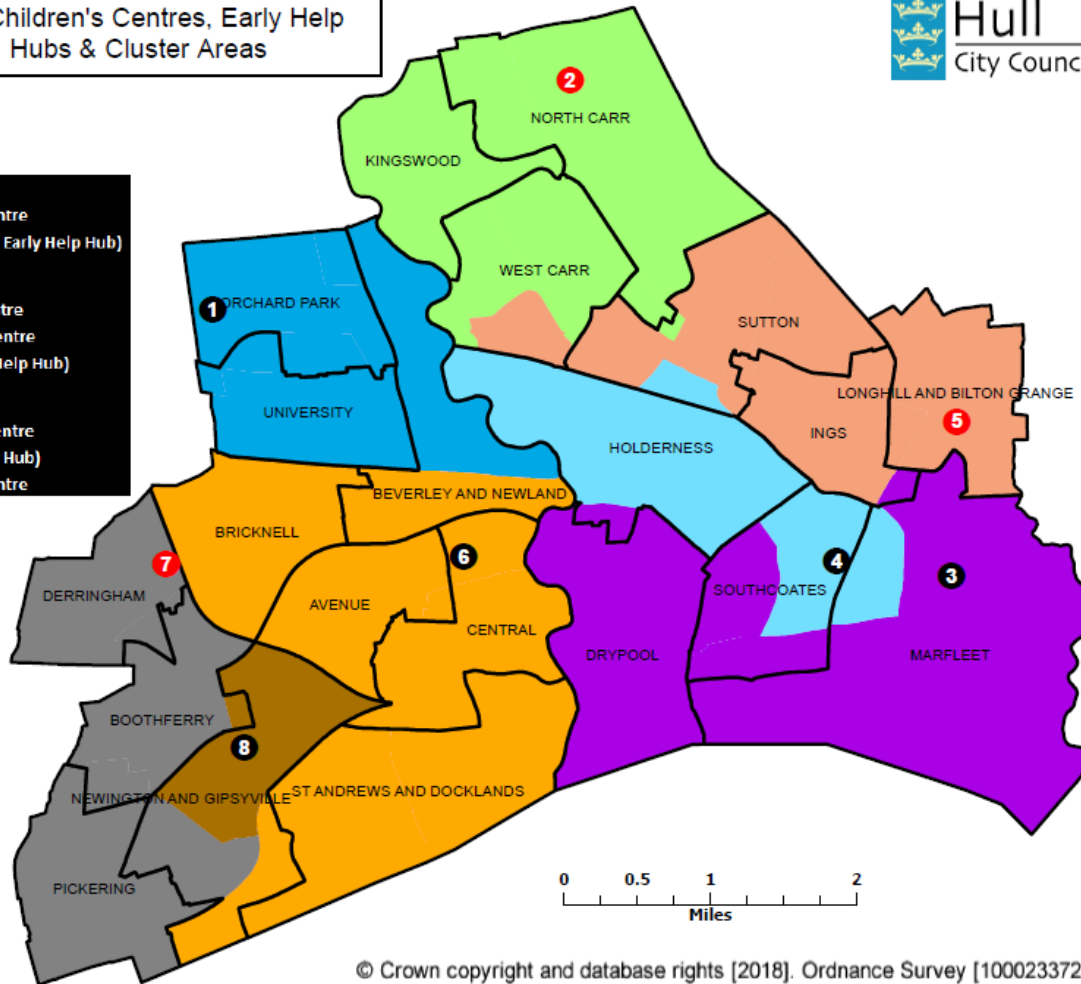 Children's Centres, Early Help
Hubs & Cluster Areas
Hull
City Counc
ntre
Early Help Hub)
ntre
entre
Help Hub)
entre
Hub)
entre
2
NORTH CARR
KINGSWOOD
WEST CARR
1
ORCHARD PARK
SUTTON
LONGHILL AND BILTON GRANGE
UNIVERSITY
5
INGS
HOLDERNESS
BEVERLEY AND NEWLAND
BRICKNELL
6
7
4
3
DERRINGHAM
SOUTHCOATES
AVENUE
CENTRAL
DRYPOOL
MARFLEET
BOOTHFERRY
8
NEWINGTON AND GIPSYVILLE
ST ANDREWS AND DOCKLANDS
PICKERING
0 0.5 1 2
Miles
© Crown copyright and database rights [2018]. Ordnance Survey [100023372